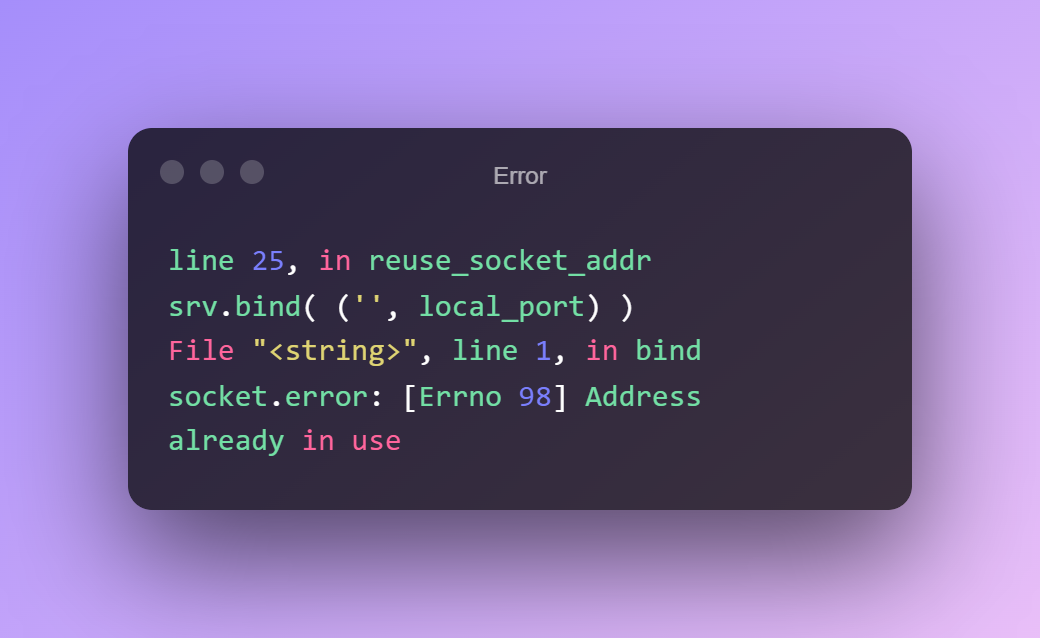 Error
line 25, in reuse_socket_addr
srv.bind( ('', local_port) )
File "<string>", line 1, in bind
socket.error: [Errno 98] Address
already in use